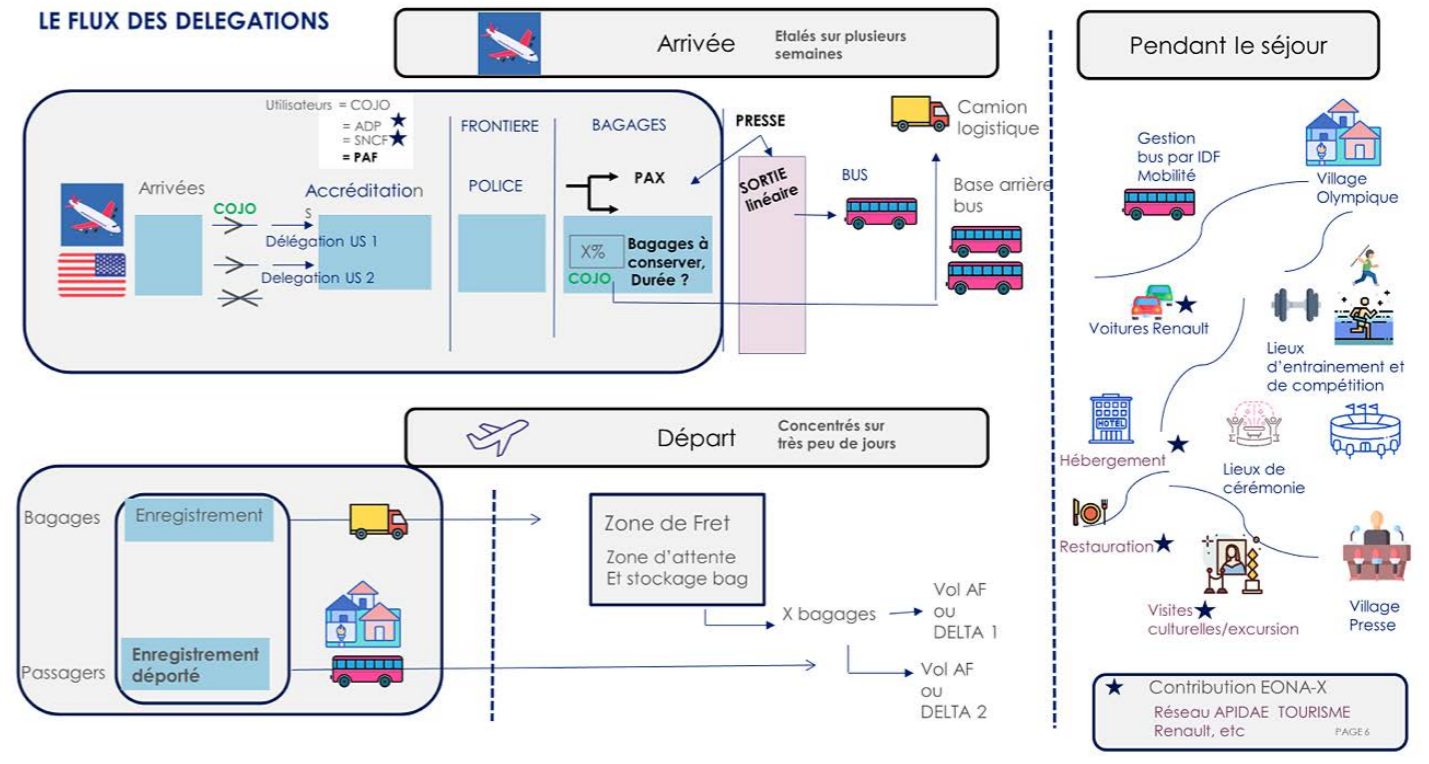 LE FLUX DES DELEGATIONS
Arrivée
Etalés sur plusieurs
semaines
Utilisateurs = COJO
= ADP
= SNCF
= PAF
Arrivées
COJO
S
Délégation US 1
Delegation US 2
Accréditation
FRONTIERE
POLICE
BAGAGES
PAX
X%
COJO
Bagages à
conserver,
Durée ?
PRESSE
SORTIE
linéaire
BUS
Camion
logistique
Base arrière
bus
Départ
Concentrés sur
très peu de jours
Bagages
Enregistrement
Passagers
Enregistrement
déporté
Zone de Fret
Zone d'attente
Et stockage bag
X bagages
Vol AF
ou
DELTA 1
Vol AF
ou
DELTA 2
Pendant le séjour
Gestion
bus par IDF
Mobilité
Village
Olympique
Voitures Renault
Lieux
d'entrainement et
de compétition
HOTEL
Hébergement
Lieux de
cérémonie
Restauration
Visites
culturelles/excursion
Village
Presse
Contribution EONA-X
Réseau APIDAE TOURISME
Renault, etc
PAGE 6